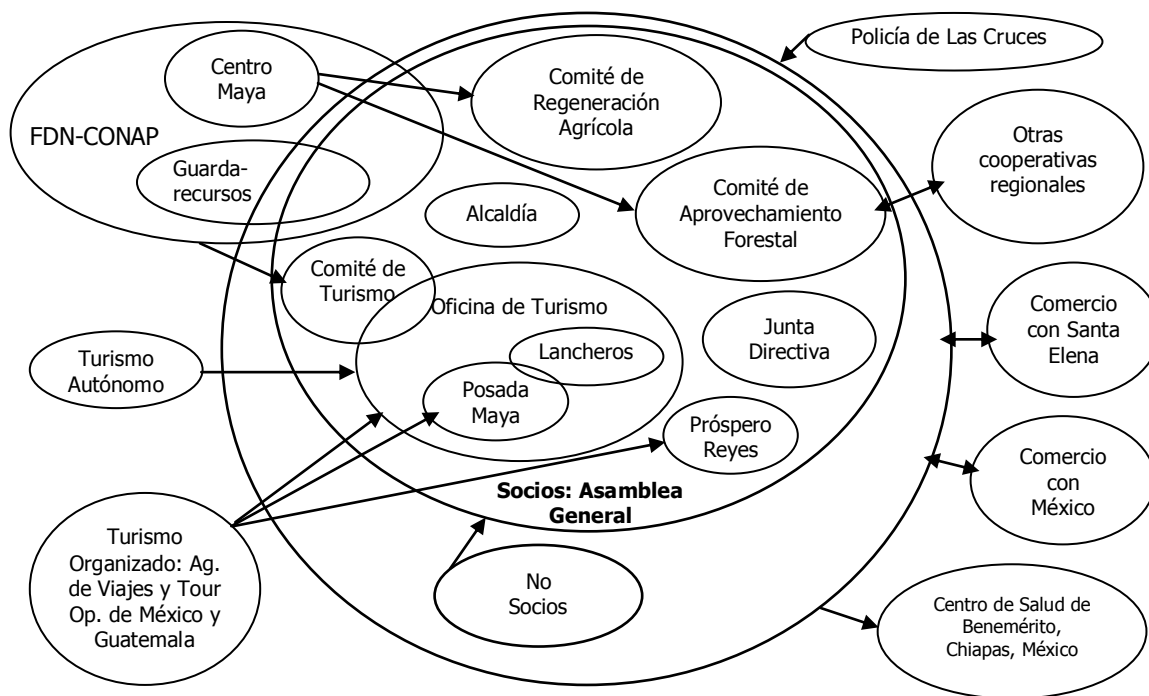 Policía de Las Cruces
Centro
Maya
FDN-CONAP
Guarda-
recursos
Comité de
Regeneración
Agrícola
Otras
cooperativas
regionales
Alcaldía
Comité de
Aprovechamiento
Forestal
Comité de
Turismo
Oficina de Turismo
Lancheros
Posada
Maya
Junta
Directiva
Comercio
con Santa
Elena
Turismo
Autónomo
Próspero
Reyes
Comercio
con
México
Socios: Asamblea
General
Turismo
Organizado: Ag.
de Viajes y Tour
Op. de México y
Guatemala
No
Socios
Centro de Salud de
Benemérito,
Chiapas, México